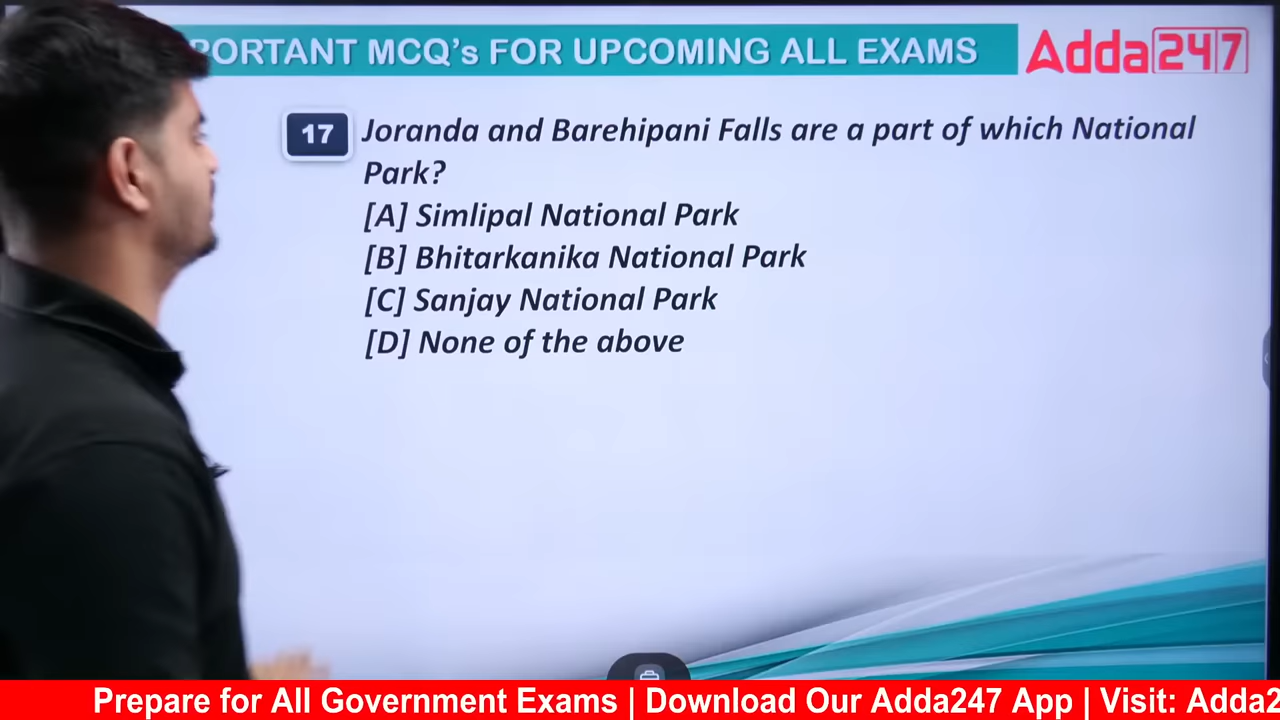 PORTANT MCQ's FOR UPCOMING ALL EXAMS
Adda247
17
Joranda and Barehipani Falls are a part of which National
Park?
[A] Simlipal National Park
[B] Bhitarkanika National Park
[C] Sanjay National Park
[D] None of the above
Prepare for All Government Exams | Download Our Adda247 App | Visit: Adda2